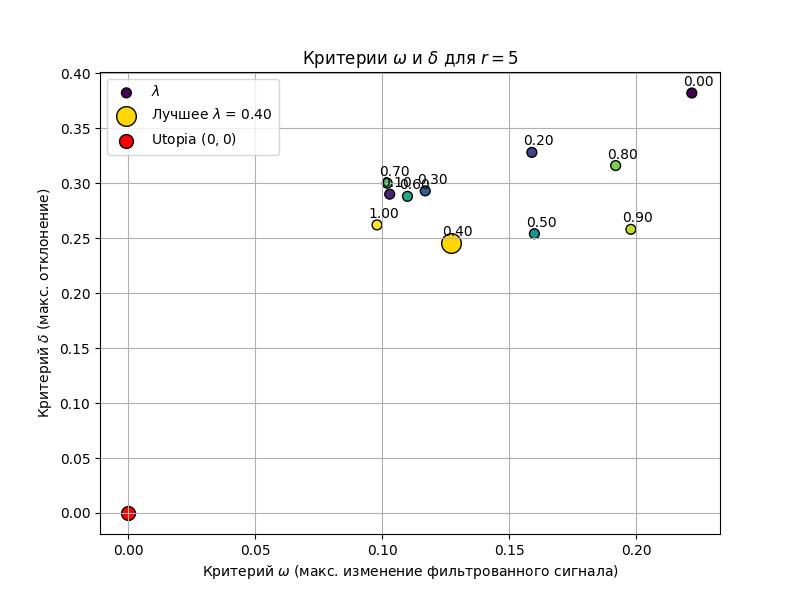 Критерии ω и δ для r = 5
λ
Лучшее λ = 0.40
Utopia (0, 0)
Критерий δ (макс. отклонение)
0.40
0.35
0.30
0.25
0.20
0.15
0.10
0.05
0.00
0.00
0.20
0.80
0.70
0.10
0.60
0.30
1.00
0.40
0.50
0.90
0.00 0.05 0.10 0.15 0.20
Критерий ω (макс. изменение фильтрованного сигнала)